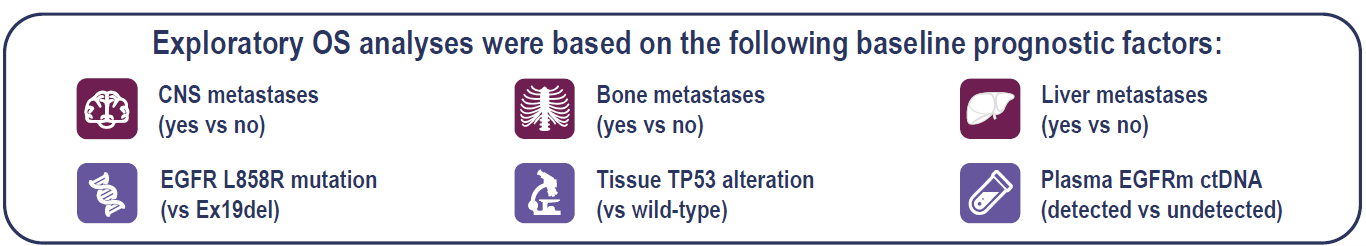 Exploratory OS analyses were based on the following baseline prognostic factors:
CNS metastases
(yes vs no)
Bone metastases
(yes vs no)
Liver metastases
(yes vs no)
EGFR L858R mutation
(vs Ex19del)
Tissue TP53 alteration
(vs wild-type)
Plasma EGFRm ctDNA
(detected vs undetected)